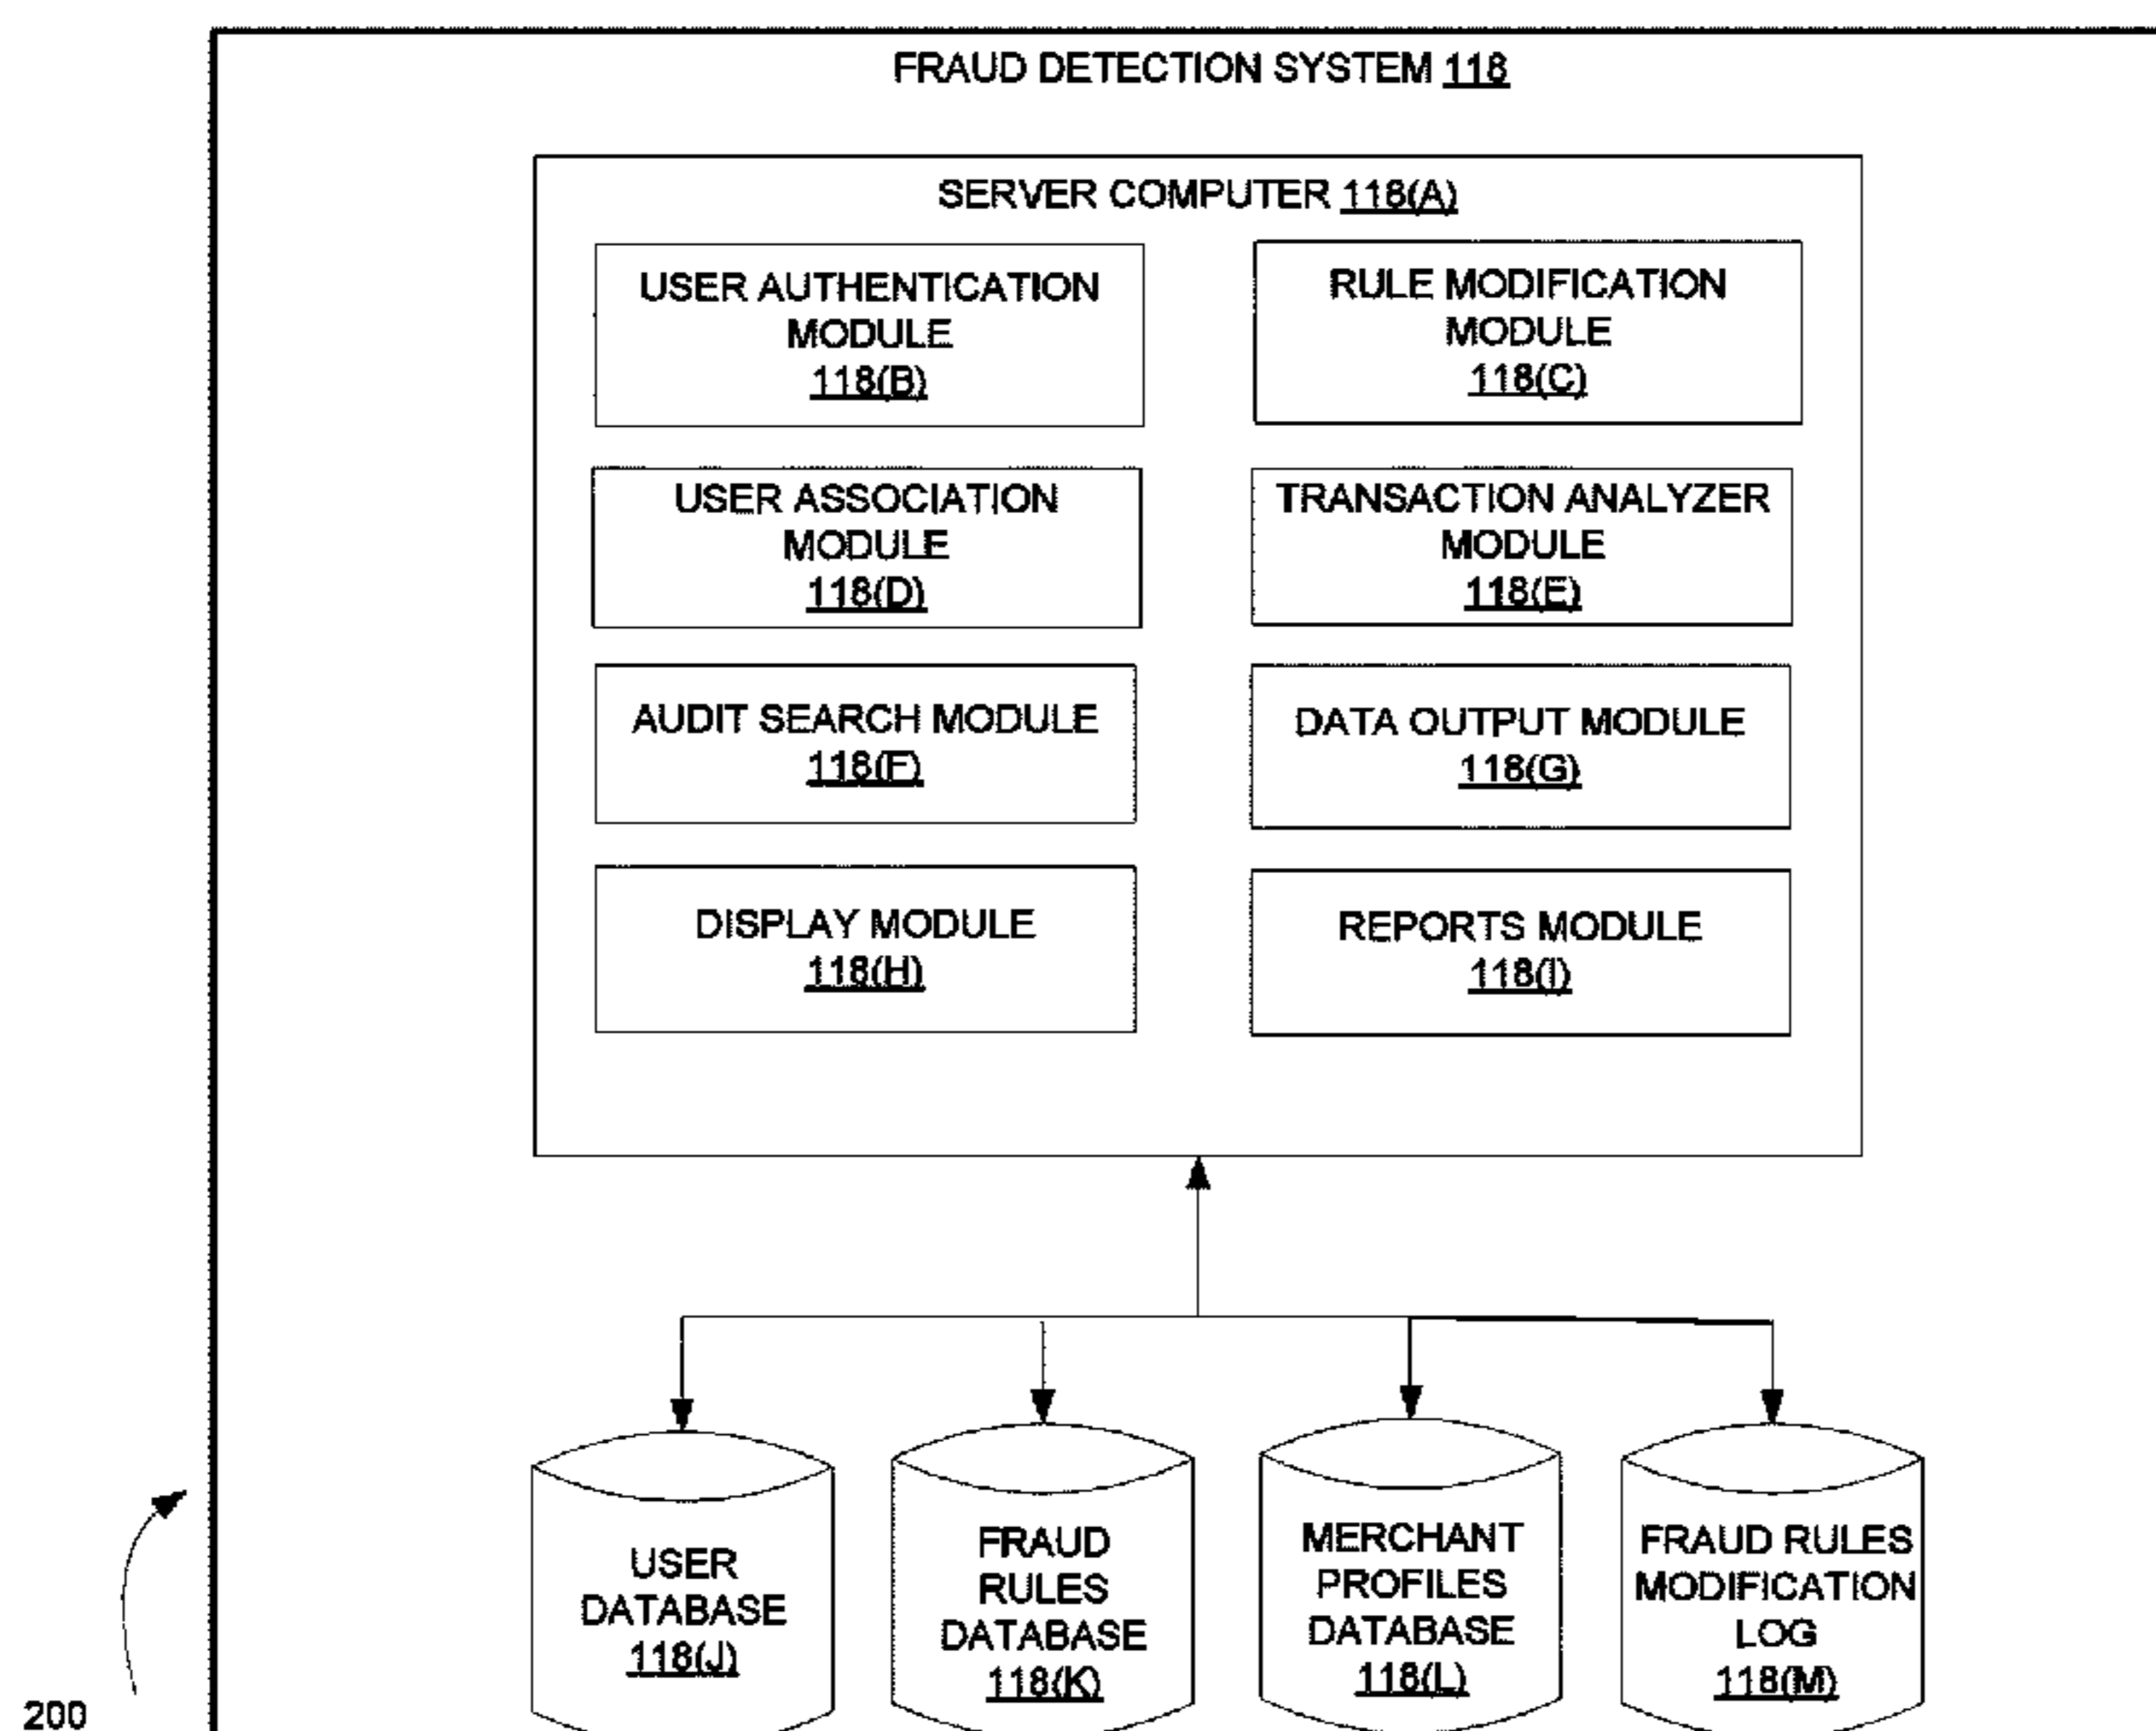 FRAUD DETECTION SYSTEM 118
SERVER COMPUTER 118(A)
USER AUTHENTICATION
MODULE
118(B)
RULE MODIFICATION
MODULE
118(C)
USER ASSOCIATION
MODULE
118(D)
TRANSACTION ANALYZER
MODULE
118(E)
AUDIT SEARCH MODULE
118(F)
DATA OUTPUT MODULE
118(G)
DISPLAY MODULE
118(H)
REPORTS MODULE
118(I)
USER
DATABASE
118(J)
FRAUD
RULES
DATABASE
118(K)
MERCHANT
PROFILES
DATABASE
118(L)
FRAUD RULES
MODIFICATION
LOG
118(M)
200